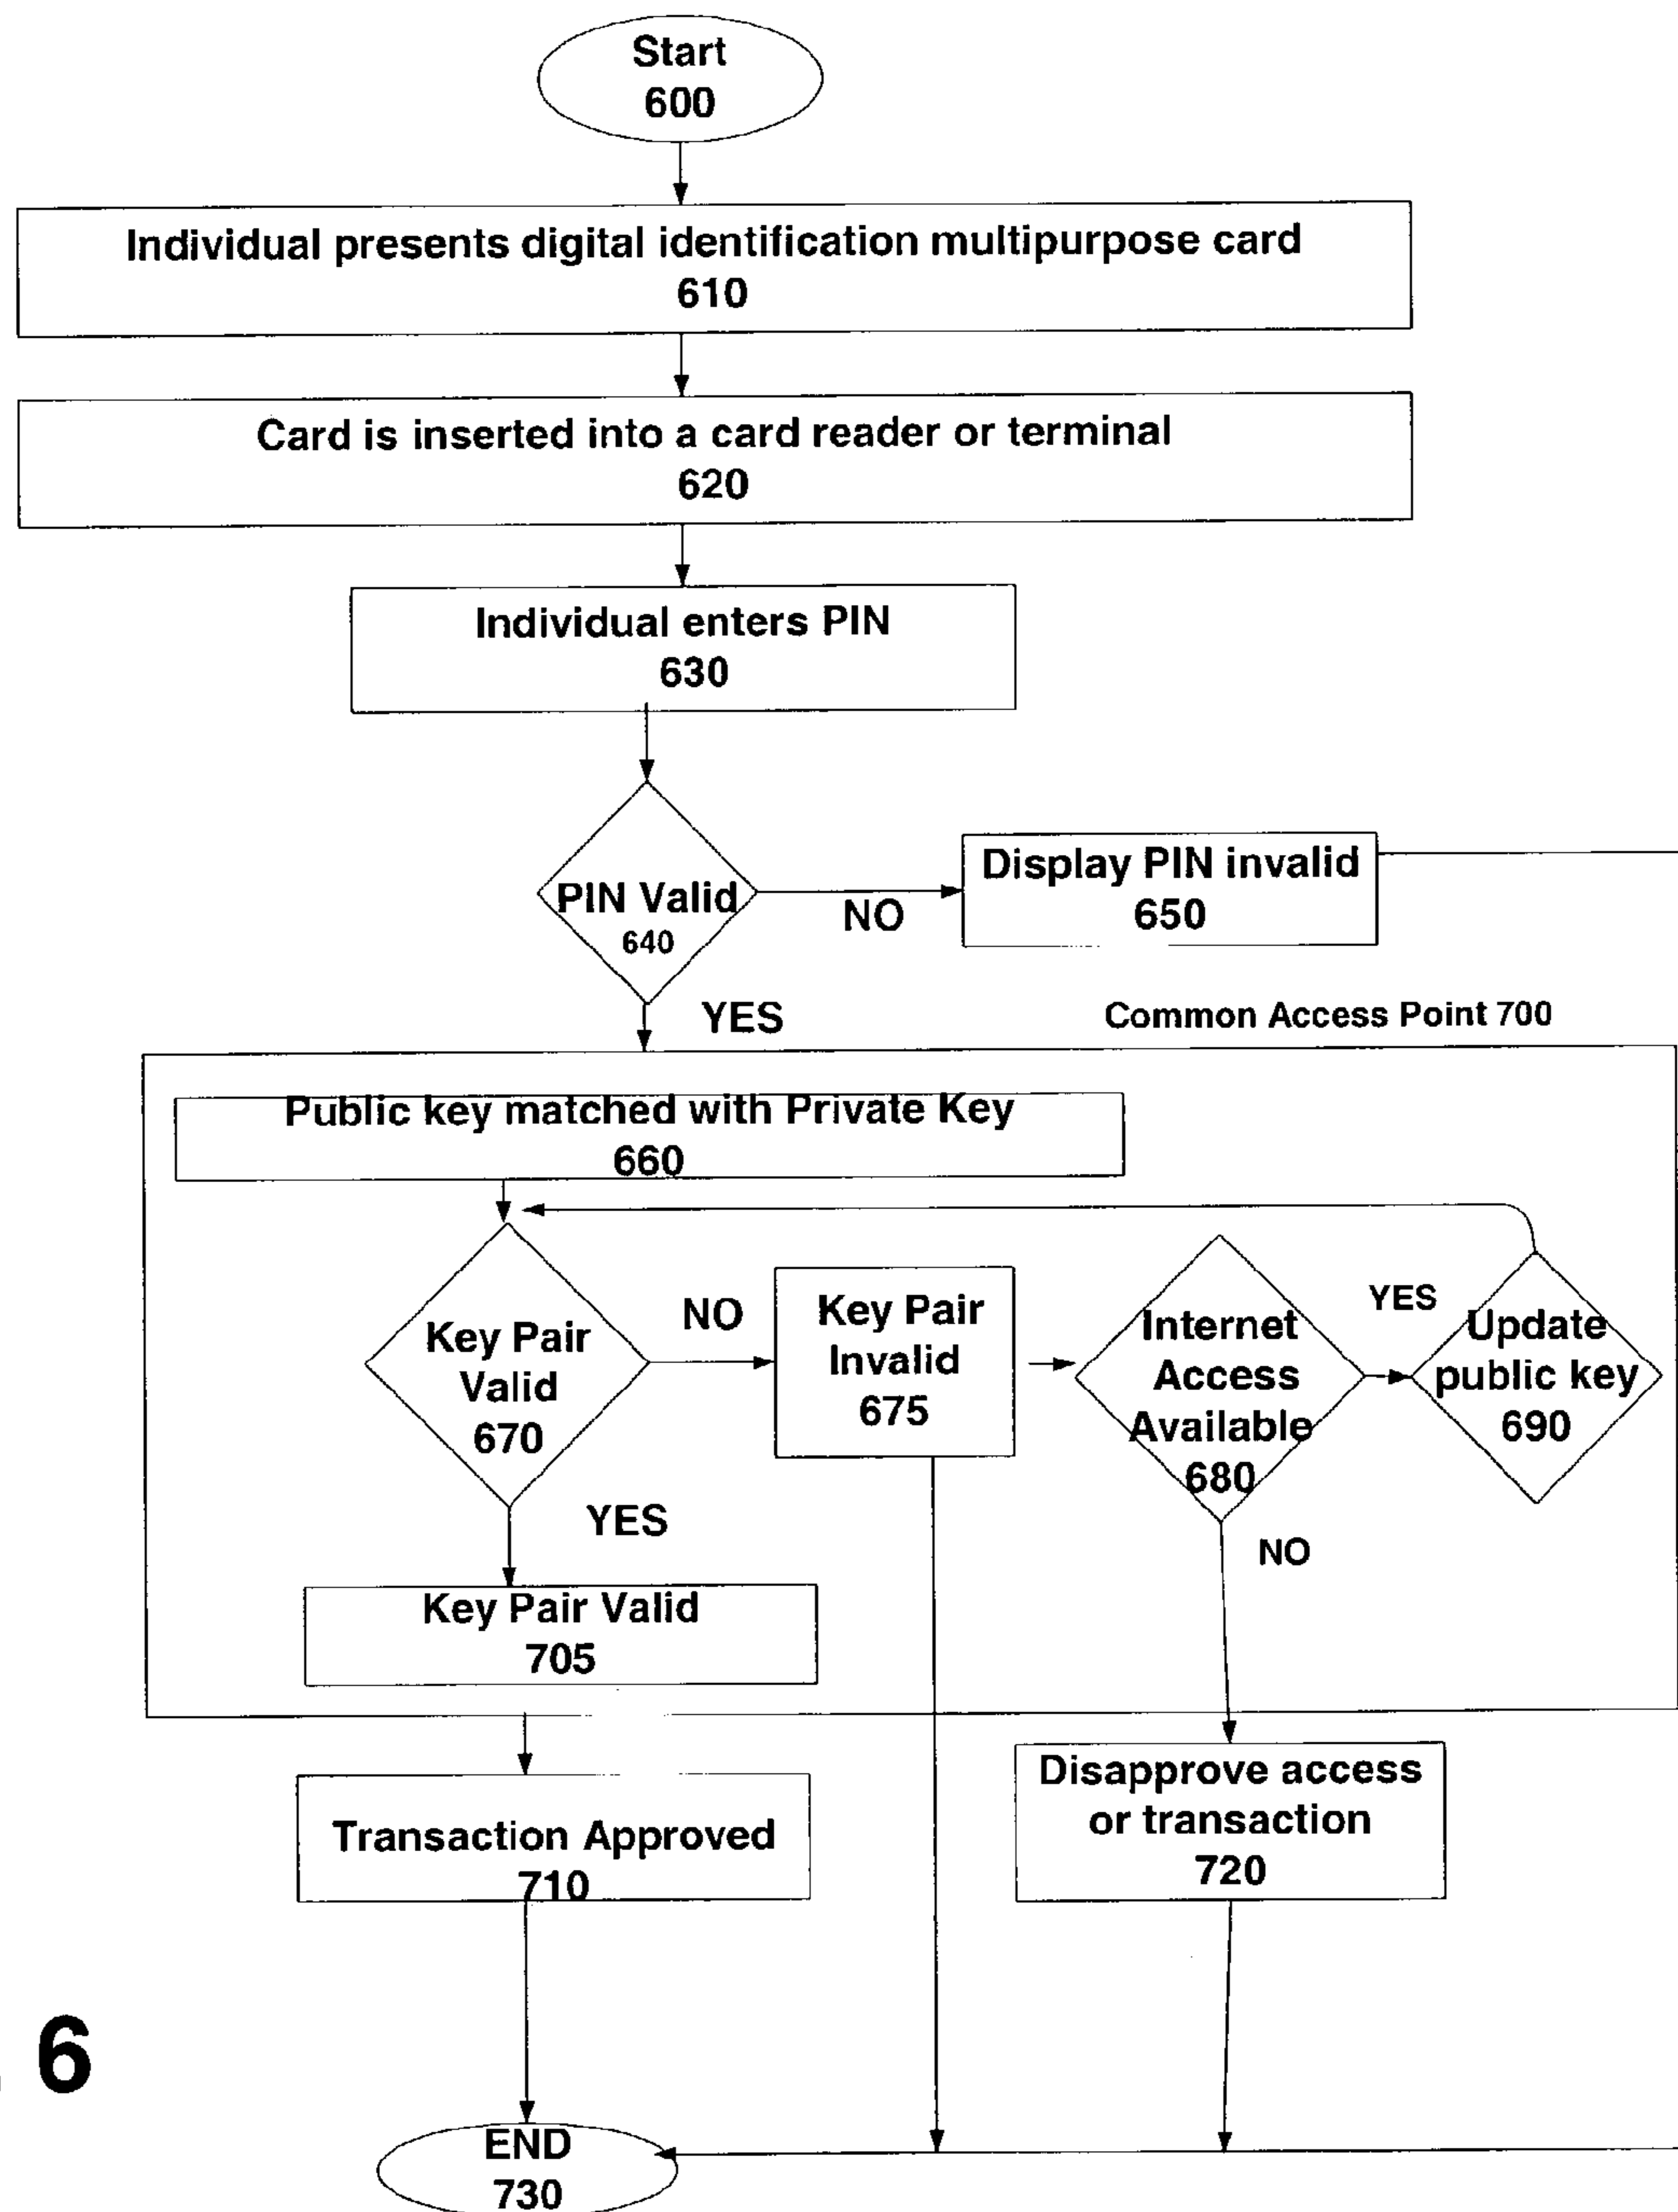 Start
600
Individual presents digital identification multipurpose card
610
Card is inserted into a card reader or terminal
620
Individual enters PIN
630
PIN Valid
640
NO
Display PIN invalid
650
YES
Common Access Point 700
Public key matched with Private Key
660
Key Pair
Valid
670
NO
Key Pair
Invalid
675
Internet
Access
Available
680
YES
Update
public key
690
YES
NO
Key Pair Valid
705
Transaction Approved
710
Disapprove access
or transaction
720
6
END
730